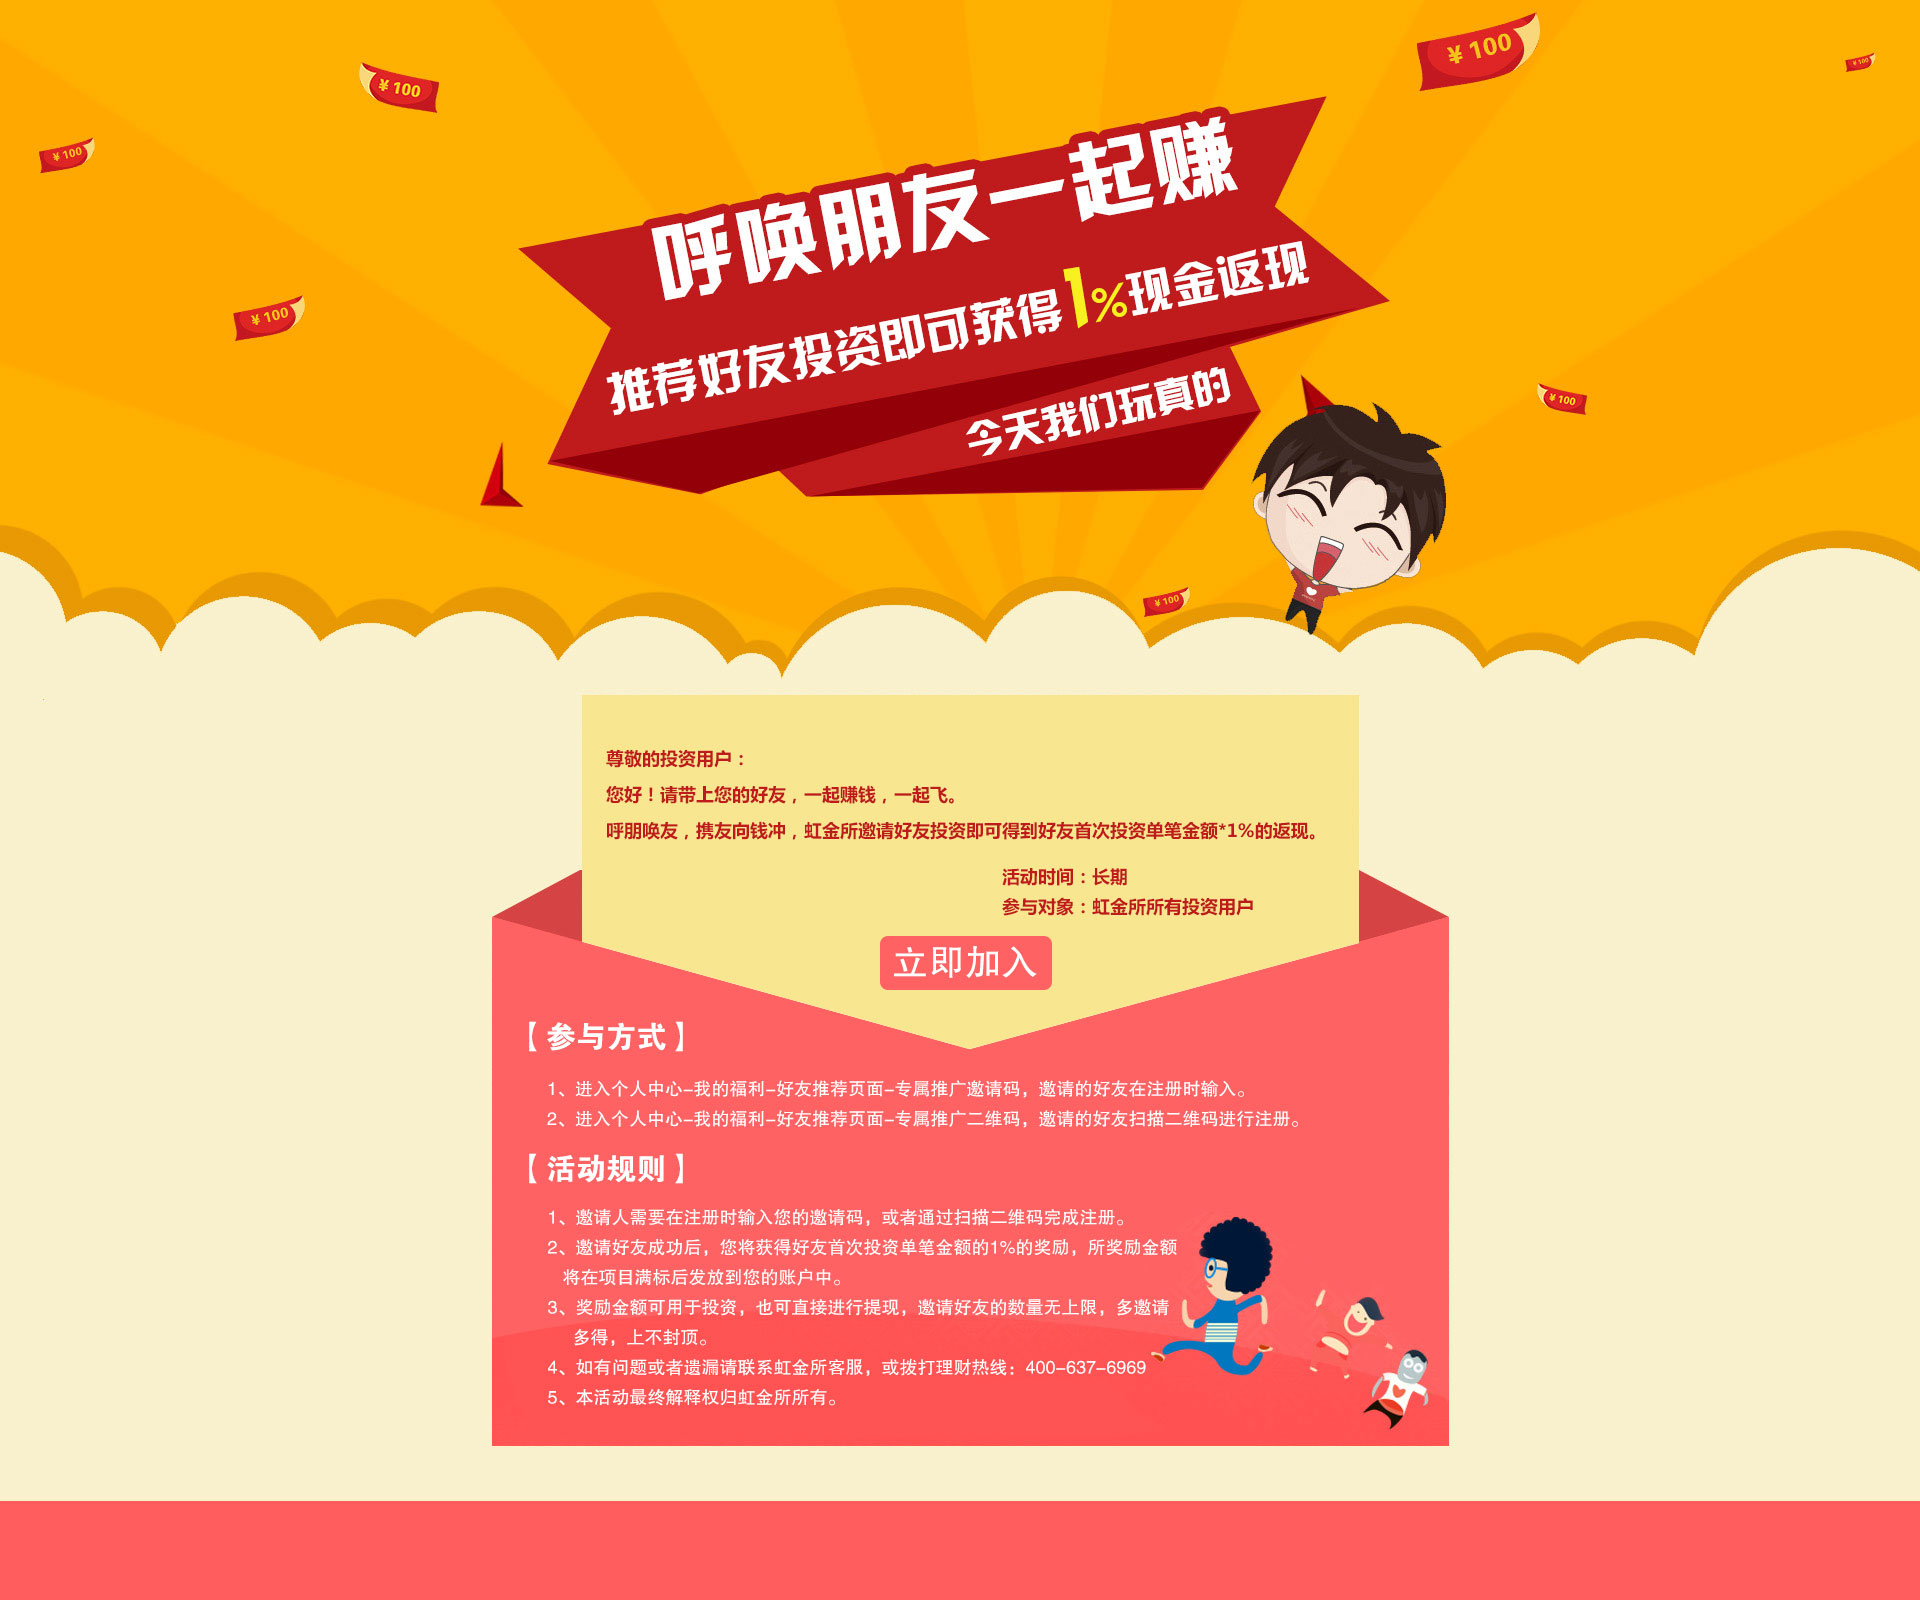 ¥100
¥100
¥100
¥100
¥100
¥100
¥100
¥100
呼唤朋友一起赚
推荐好友投资即可获得1%现金返现
今天我们玩真的
尊敬的投资用户：
您好！请带上您的好友，一起赚钱，一起飞。
呼朋唤友，携友向钱冲，虹金所邀请好友投资即可得到好友首次投资单笔金额*1%的返现。
活动时间：长期
参与对象：虹金所所有投资用户
立即加入
【参与方式】
1、进入个人中心-我的福利-好友推荐页面-专属推广邀请码，邀请的好友在注册时输入。
2、进入个人中心-我的福利-好友推荐页面-专属推广二维码，邀请的好友扫描二维码进行注册。
【活动规则】
1、邀请人需要在注册时输入您的邀请码，或者通过扫描二维码完成注册。
2、邀请好友成功后，您将获得好友首次投资单笔金额的1%的奖励，所奖励金额
将在项目满标后发放到您的账户中。
3、奖励金额可用于投资，也可直接进行提现，邀请好友的数量无上限，多邀请
多得，上不封顶。
4、如有问题或者遗漏请联系虹金所客服，或拨打理财热线：400-637-6969
5、本活动最终解释权归虹金所所有。